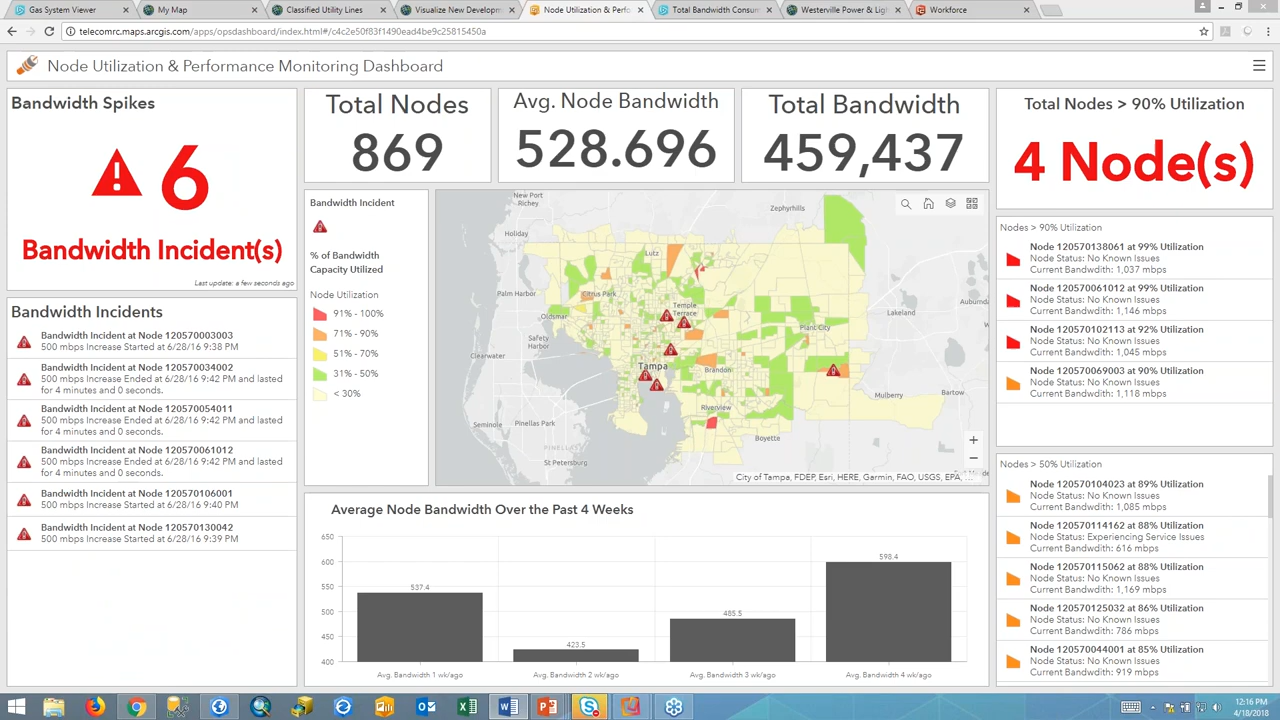 Gas System Viewer
My Map
Classified Utility Lines
Visualize New Developm
Node Utilization & Perfo
Total Bandwidth Consum
Westerville Power & Ligh
Workforce
telecomrc.maps.arcgis.com/apps/opsdashboard/index.html#/c4c2e50f83f1490ead4be9c25815450a
Node Utilization & Performance Monitoring Dashboard
Bandwidth Spikes
6
Bandwidth Incident(s)
Last update: a few seconds ago
Bandwidth Incidents
Bandwidth Incident at Node 120570003003
500 mbps Increase Started at 6/28/16 9:38 PM
Bandwidth Incident at Node 120570034002
500 mbps Increase Ended at 6/28/16 9:42 PM and lasted
for 4 minutes and 0 seconds.
Bandwidth Incident at Node 120570054011
500 mbps Increase Ended at 6/28/16 9:42 PM and lasted
for 4 minutes and 0 seconds.
Bandwidth Incident at Node 120570061012
500 mbps Increase Ended at 6/28/16 9:42 PM and lasted
for 4 minutes and 0 seconds.
Bandwidth Incident at Node 120570106001
500 mbps Increase Started at 6/28/16 9:40 PM
Bandwidth Incident at Node 120570130042
500 mbps Increase Started at 6/28/16 9:39 PM
Total Nodes
869
Avg. Node Bandwidth
528.696
Total Bandwidth
459,437
Bandwidth Incident
% of Bandwidth
Capacity Utilized
Node Utilization
91% - 100%
71% - 90%
51% - 70%
31% - 50%
< 30%
New Port
Richey
Zephyrhills
Holiday
Lutz
Palm Harbor
Citrus Park
Temple
Terrace
Oldsmar
Plant City
Lakeland
Auburndal
Safety
Harbor
Clearwater
Tampa
Brandon
Mulberry
Bartow
Riverview
Seminole
Pinellas Park
Boyette
PINELLAS
St Petersburg
City of Tampa, FDEP, Esri, HERE, Garmin, FAO, USGS, EPA, ...
Average Node Bandwidth Over the Past 4 Weeks
650
600
550
500
450
400
537.4
423.5
485.5
598.4
Avg. Bandwidth 1 wk/ago
Avg. Bandwidth 2 wk/ago
Avg. Bandwidth 3 wk/ago
Avg. Bandwidth 4 wk/ago
Total Nodes > 90% Utilization
4 Node(s)
Nodes > 90% Utilization
Node 120570138061 at 99% Utilization
Node Status: No Known Issues
Current Bandwdith: 1,037 mbps
Node 120570061012 at 99% Utilization
Node Status: No Known Issues
Current Bandwdith: 1,146 mbps
Node 120570102113 at 92% Utilization
Node Status: No Known Issues
Current Bandwdith: 1,045 mbps
Node 120570069003 at 90% Utilization
Node Status: No Known Issues
Current Bandwdith: 1,118 mbps
Nodes > 50% Utilization
Node 120570104023 at 89% Utilization
Node Status: No Known Issues
Current Bandwdith: 1,085 mbps
Node 120570114162 at 88% Utilization
Node Status: Experiencing Service Issues
Current Bandwdith: 616 mbps
Node 120570115062 at 88% Utilization
Node Status: No Known Issues
Current Bandwdith: 1,169 mbps
Node 120570125032 at 86% Utilization
Node Status: No Known Issues
Current Bandwdith: 786 mbps
Node 120570044001 at 85% Utilization
Node Status: No Known Issues
Current Bandwdith: 919 mbps
12:16 PM
4/18/2018